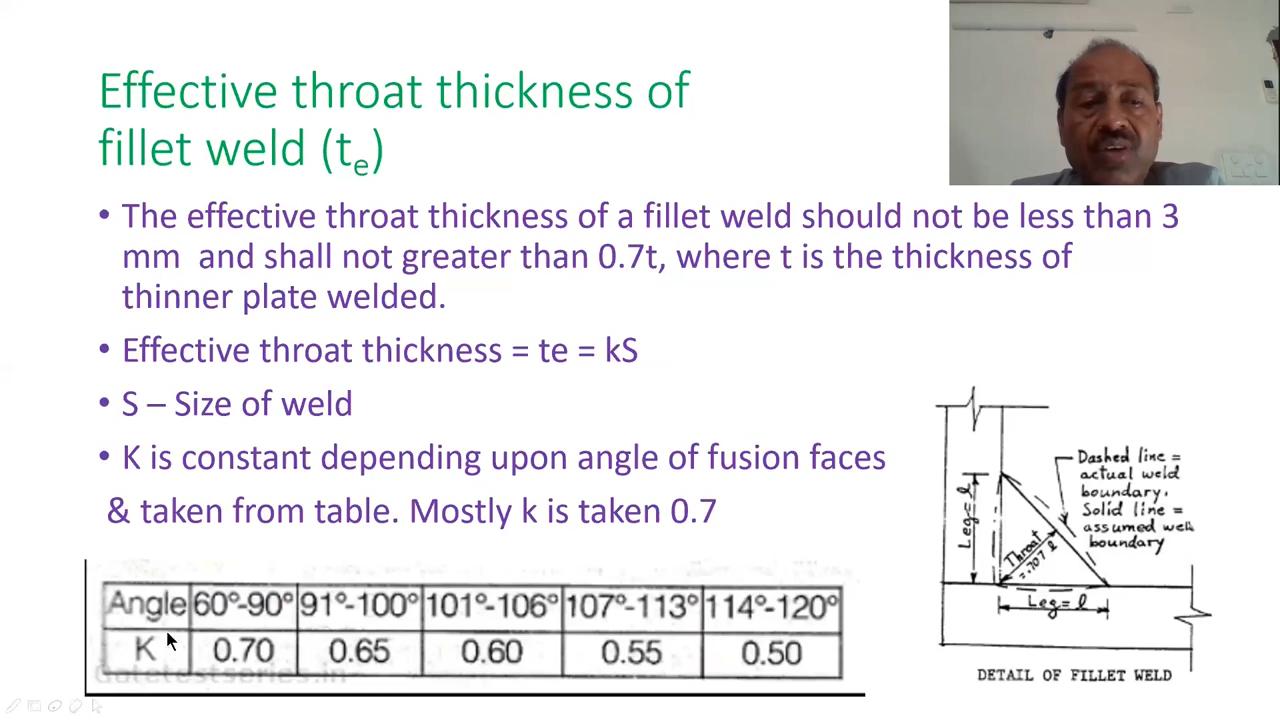 Effective throat thickness of
fillet weld (te)
• The effective throat thickness of a fillet weld should not be less than 3
mm and shall not greater than 0.7t, where t is the thickness of
thinner plate welded.
• Effective throat thickness = te = kS
• S – Size of weld
• K is constant depending upon angle of fusion faces
& taken from table. Mostly k is taken 0.7
Angle 60°-90° 91°-100° 101°-106° 107°-113° 114°-120°
K 0.70 0.65 0.60 0.55 0.50
Gatetestseries.in
Dashed line =
actual weld
boundary.
Solid line =
assumed weld
boundary
Leg= l
Throat
= .707 l
Leg= l
DETAIL OF FILLET WELD